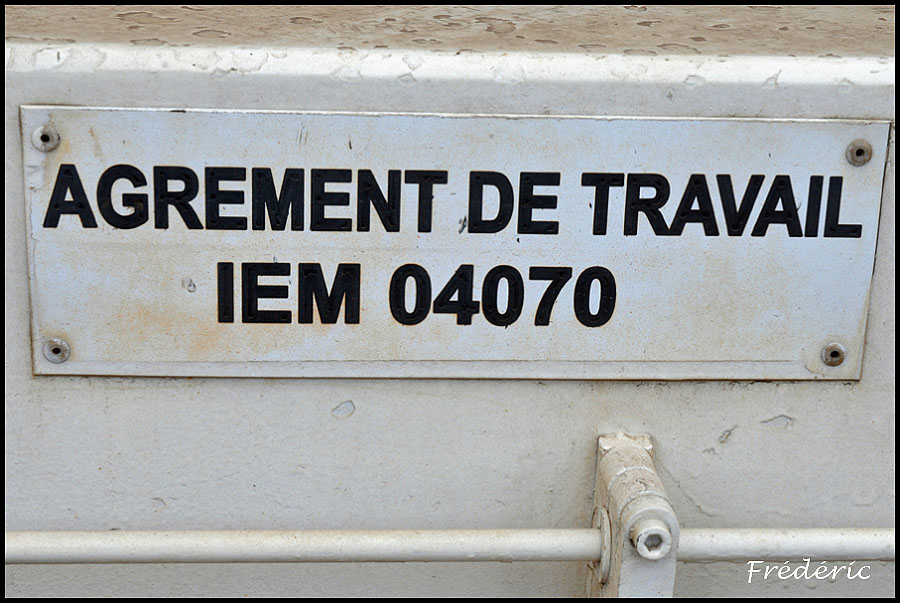 AGREMENT DE TRAVAIL
IEM 04070
Frédéric